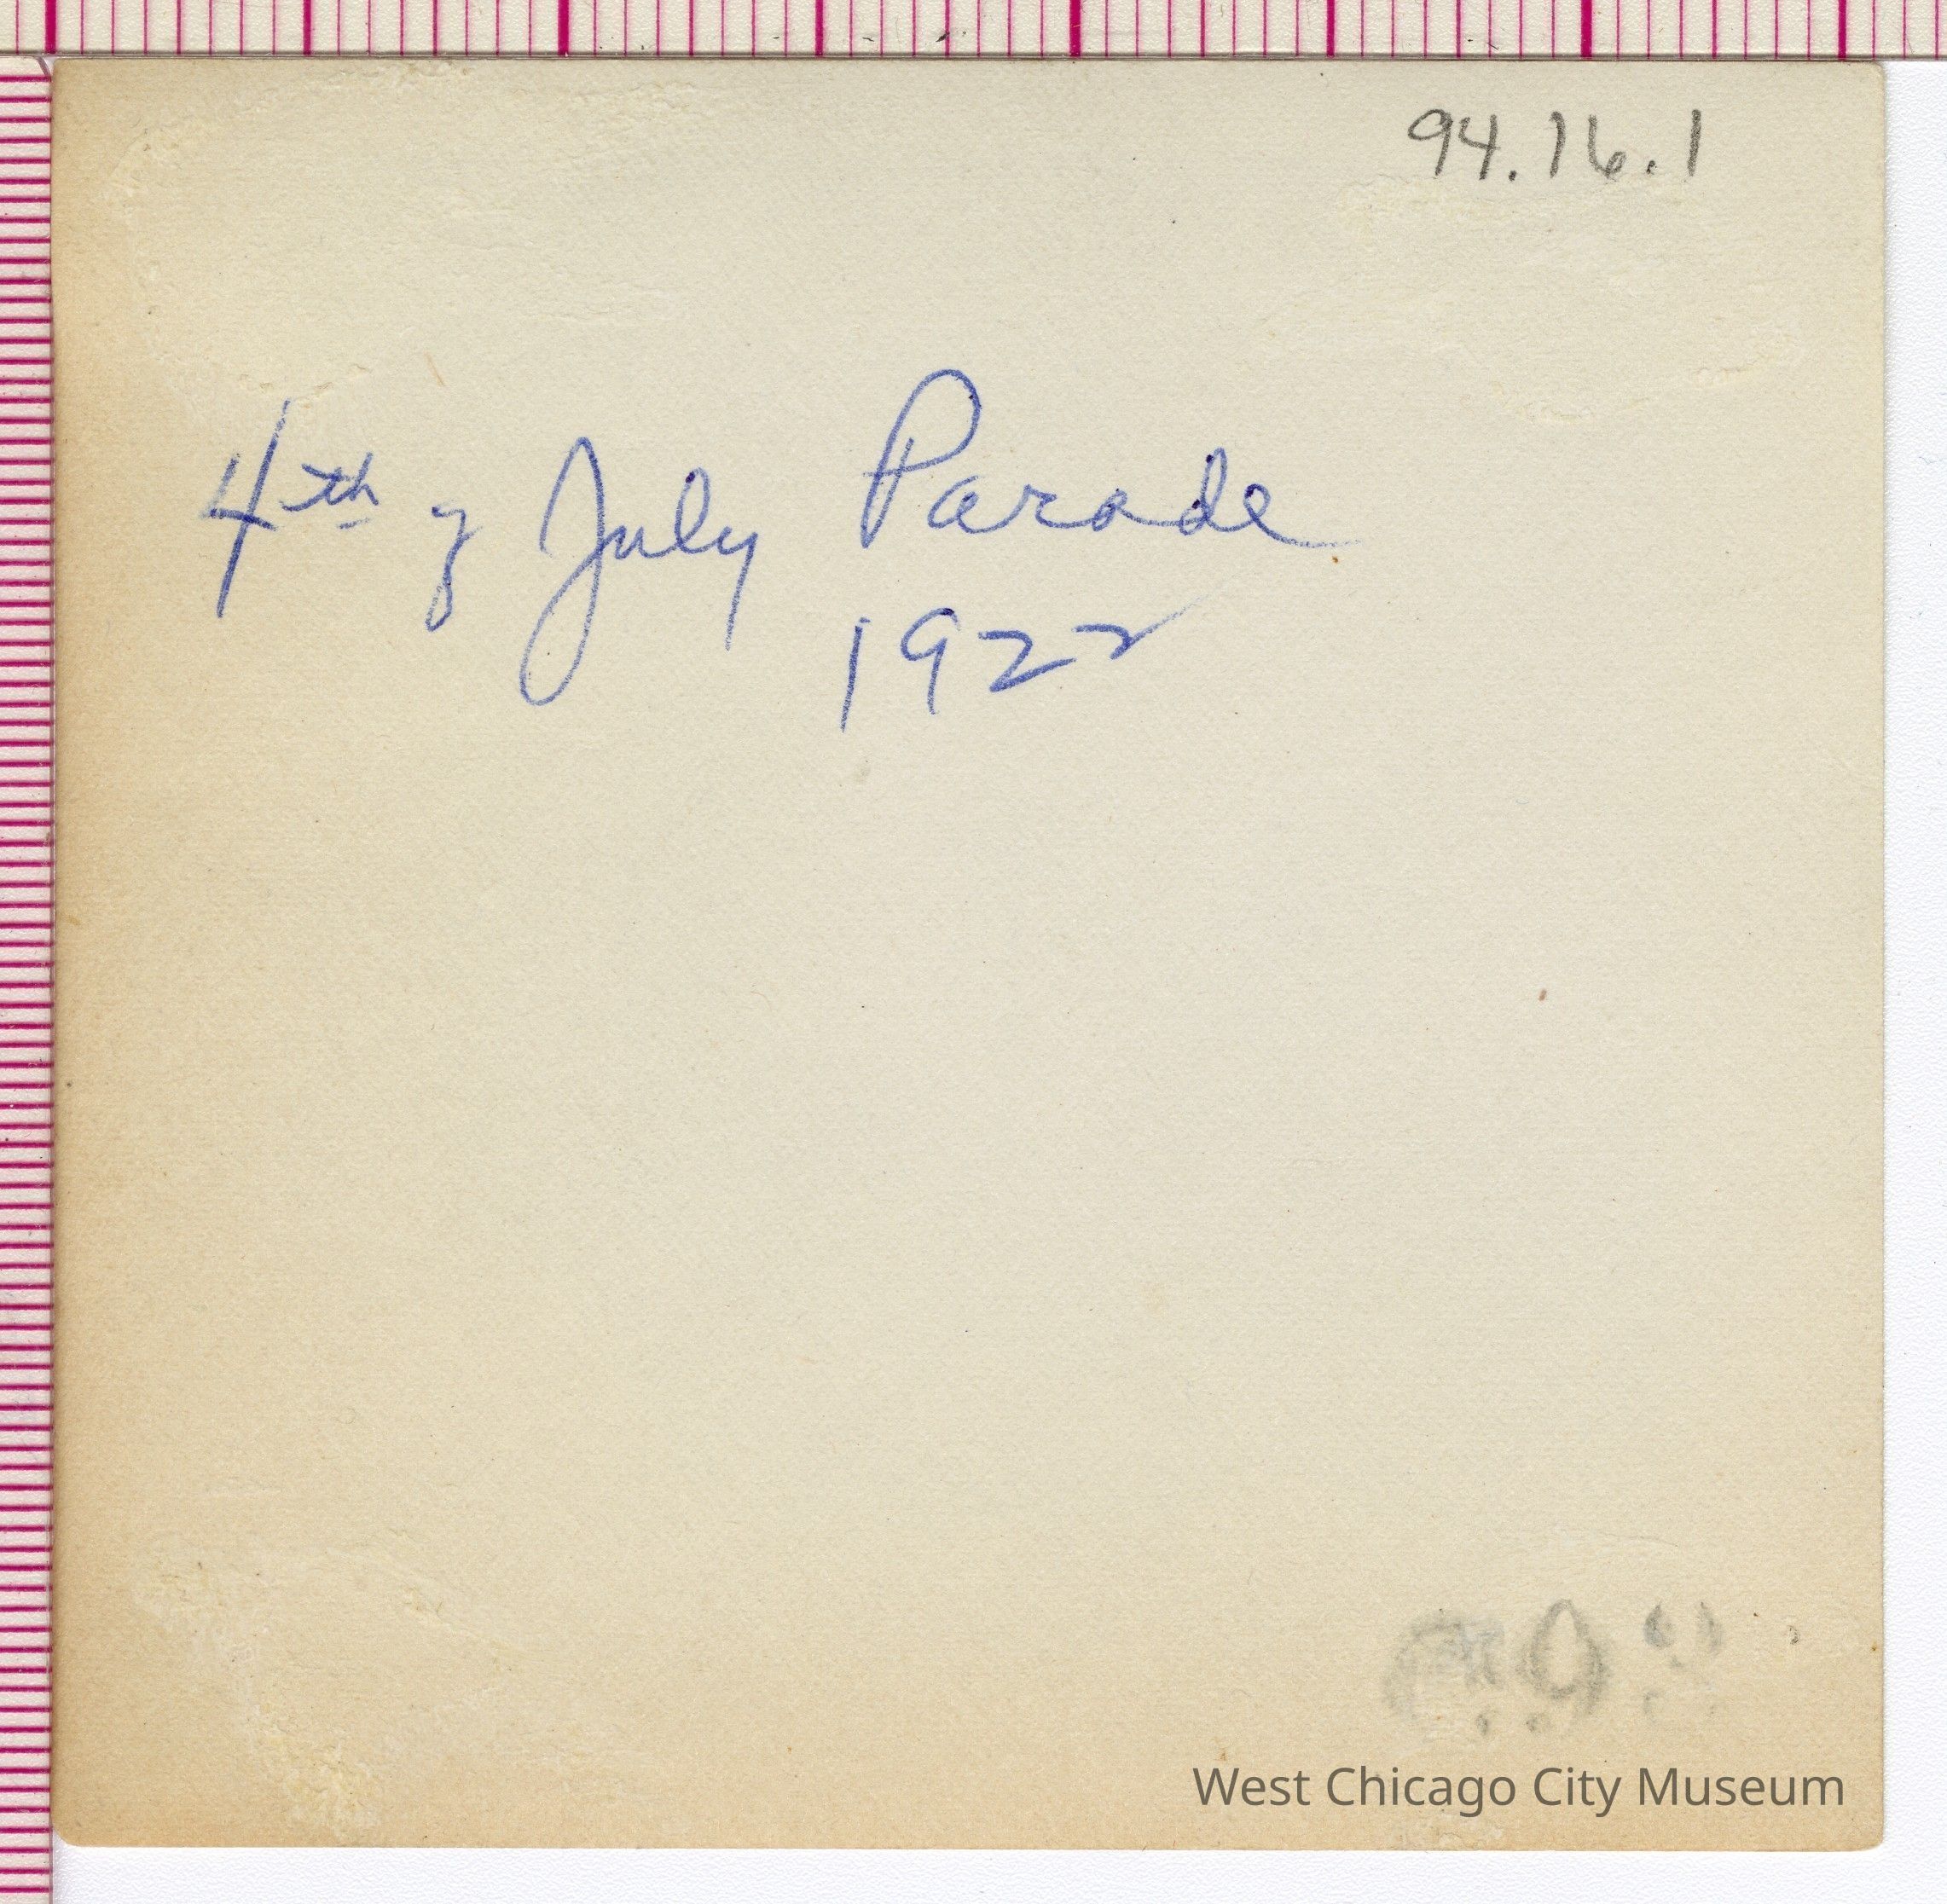 94.16.1
4th of July Parade
1922
West Chicago City Museum